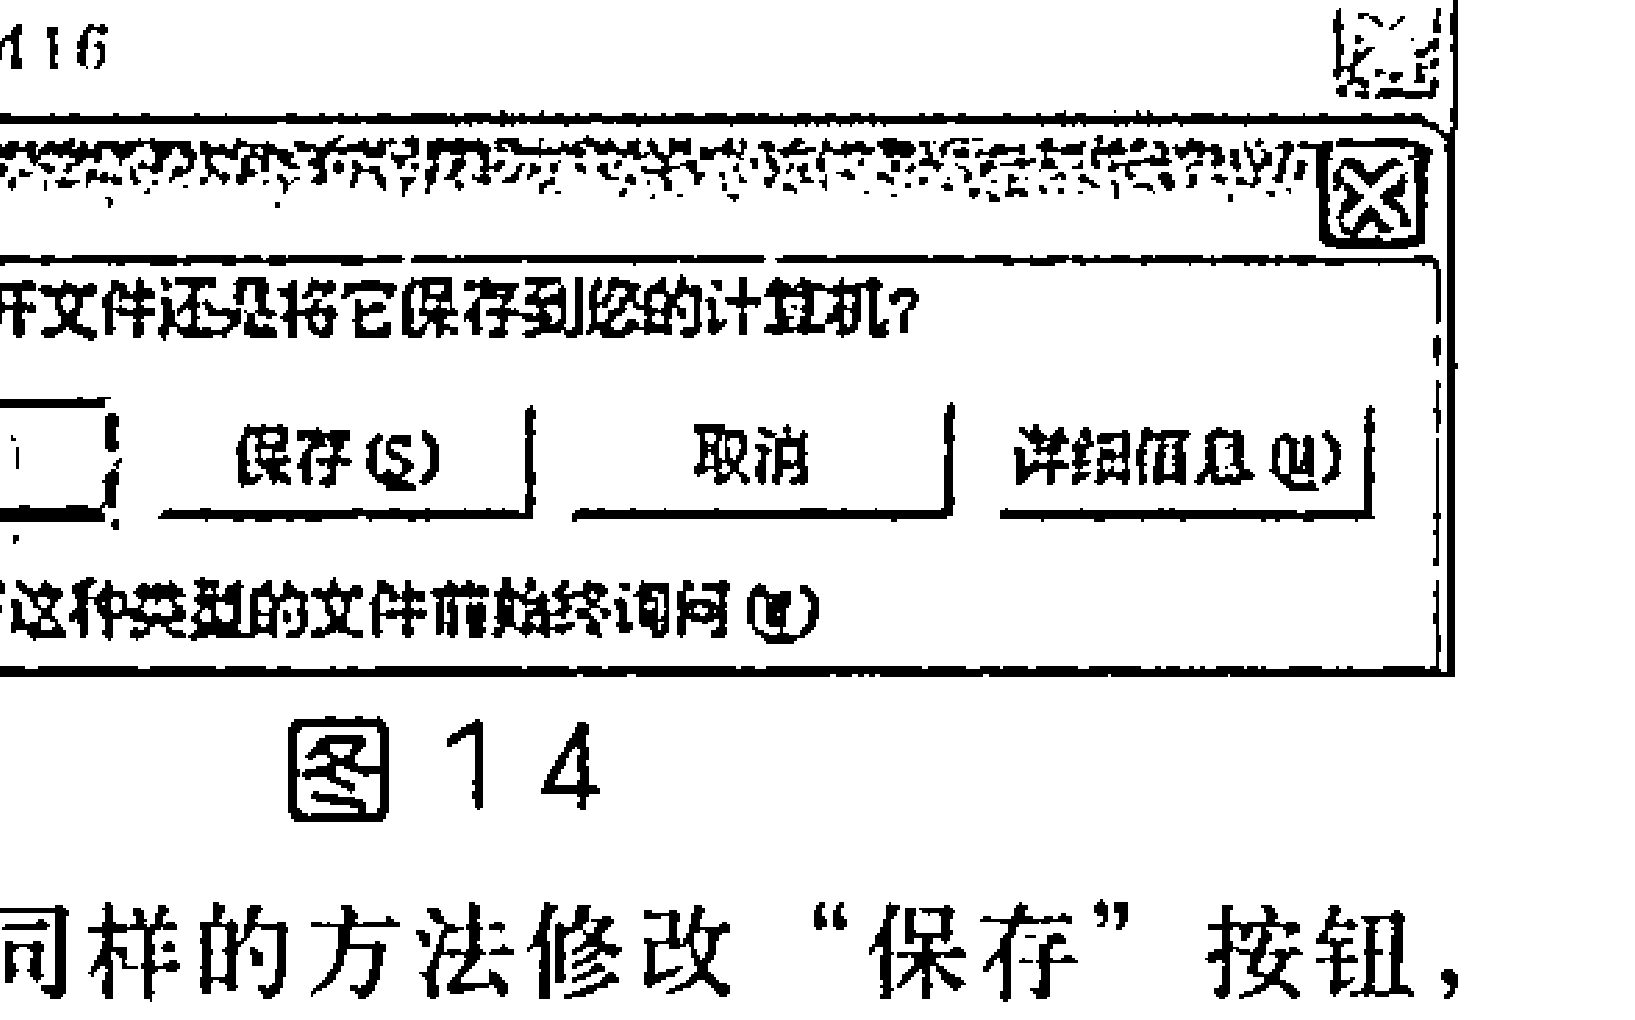 416
开文件还是将它保存到您的计算机?
保存(S) 取消 详细信息(M)
这种类型的文件前始终询问(W)
图 14
同样的方法修改“保存”按钮,